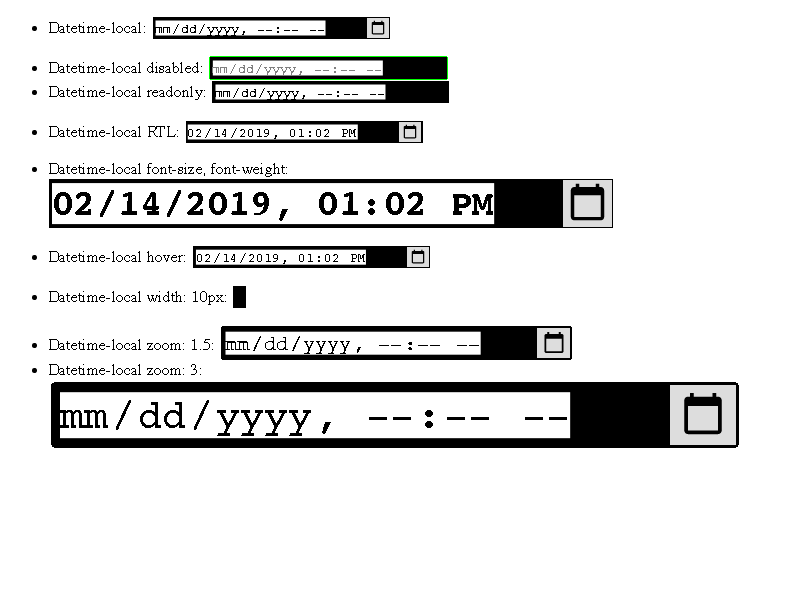 Datetime-local: mm/dd/yyyy, --:-- --
Datetime-local disabled: mm/dd/yyyy, --:-- --
Datetime-local readonly: mm/dd/yyyy, --:-- --
Datetime-local RTL: 02/14/2019, 01:02 PM
Datetime-local font-size, font-weight:
02/14/2019, 01:02 PM
Datetime-local hover: 02/14/2019, 01:02 PM
Datetime-local width: 10px:
Datetime-local zoom: 1.5: mm/dd/yyyy, --:-- --
Datetime-local zoom: 3:
mm/dd/yyyy, --:-- --